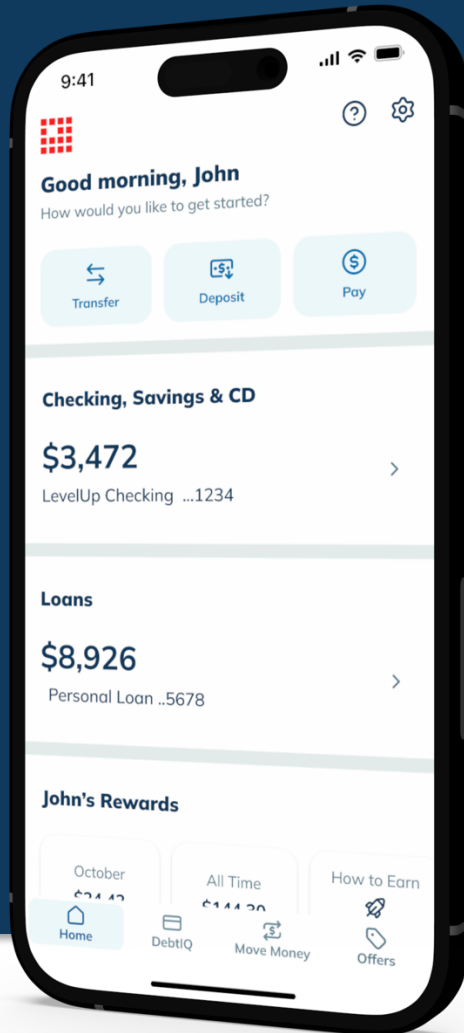 9:41
Good morning, John
How would you like to get started?
Transfer Deposit Pay
Checking, Savings & CD
$3,472
LevelUp Checking ...1234
Loans
$8,926
Personal Loan ..5678
John's Rewards
October All Time How to Earn
Home DebtIQ Move Money Offers